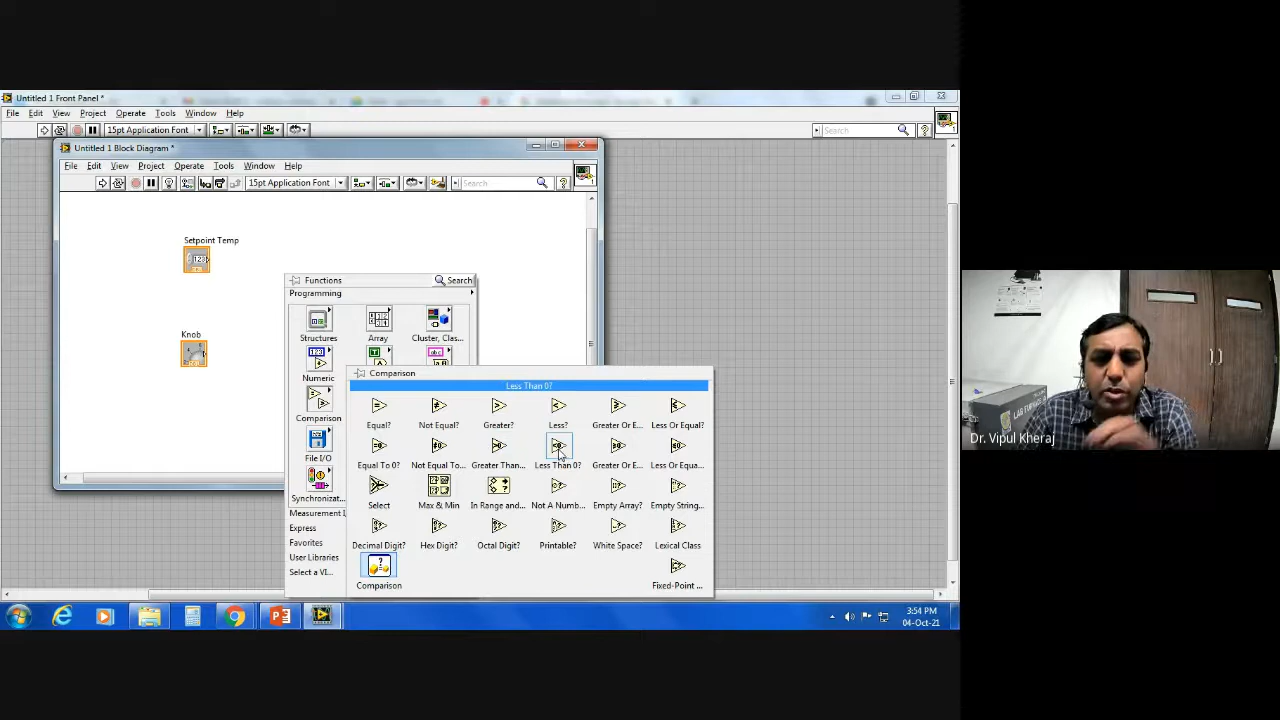 Untitled 1 Front Panel *
File Edit View Project Operate Tools Window Help
15pt Application Font
Search
Untitled 1 Block Diagram *
File Edit View Project Operate Tools Window Help
15pt Application Font
Search
Setpoint Temp
Knob
Functions
Search
Programming
Structures Array Cluster, Clas...
Numeric
Comparison
File I/O
Synchronizat...
Measurement I
Express
Favorites
User Libraries
Select a VI...
Comparison
Less Than 0?
Equal? Not Equal? Greater? Less? Greater Or E... Less Or Equal?
Equal To 0? Not Equal To... Greater Than... Less Than 0? Greater Or E... Less Or Equa...
Select Max & Min In Range and... Not A Numb... Empty Array? Empty String...
Decimal Digit? Hex Digit? Octal Digit? Printable? White Space? Lexical Class
Comparison Fixed-Point ...
3:54 PM
04-Oct-21
LAB FURNACE
Dr. Vipul Kheraj